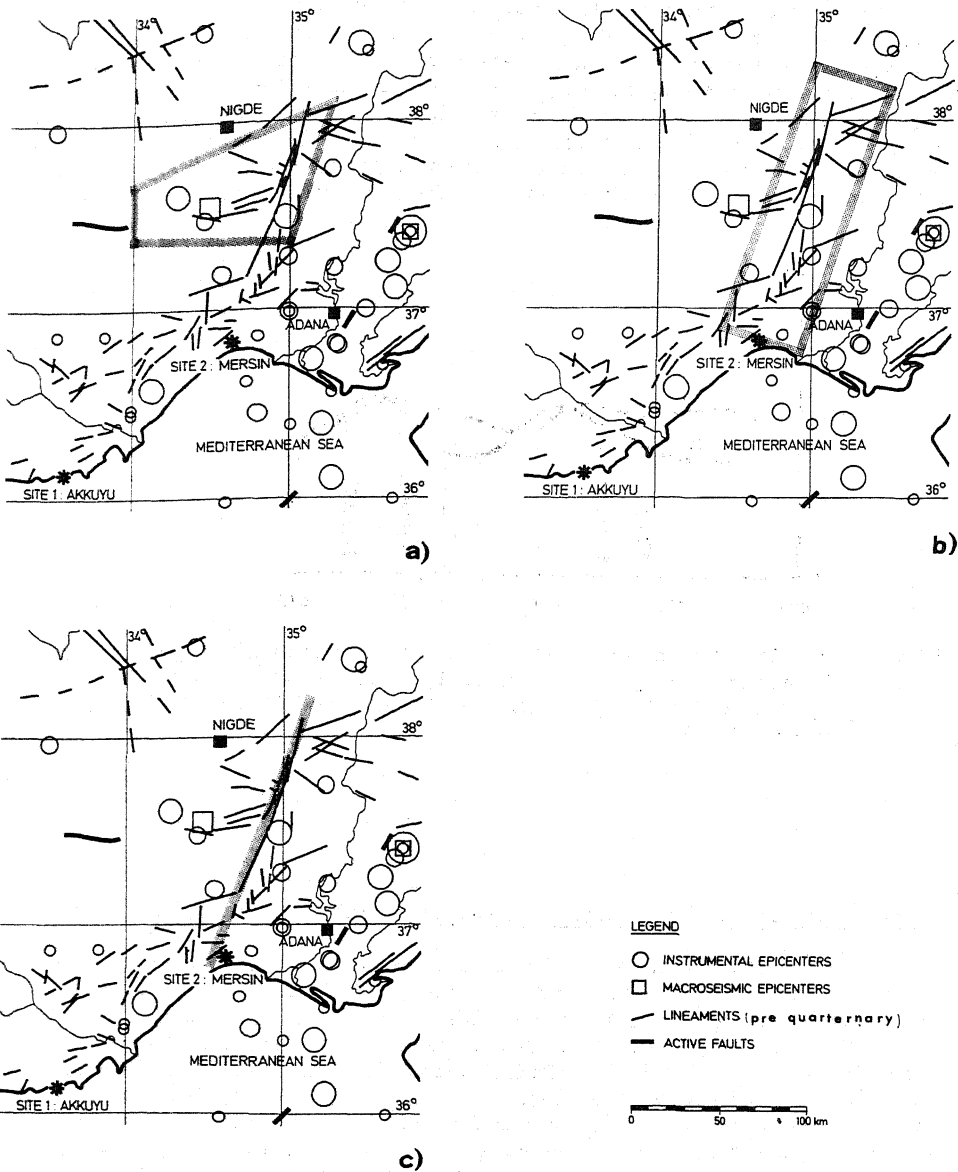 34°
35°
NIGDE
38°
37°
ADANA
SITE 2 : MERSIN
MEDITERRANEAN SEA
SITE 1 : AKKUYU
36°
a)
34°
35°
NIGDE
38°
37°
ADANA
SITE 2 : MERSIN
MEDITERRANEAN SEA
SITE 1 : AKKUYU
36°
b)
34°
35°
NIGDE
38°
37°
ADANA
SITE 2 : MERSIN
MEDITERRANEAN SEA
SITE 1 : AKKUYU
36°
c)
LEGEND
INSTRUMENTAL EPICENTERS
MACROSEISMIC EPICENTERS
LINEAMENTS (pre quarternary)
ACTIVE FAULTS
0 50 100 km